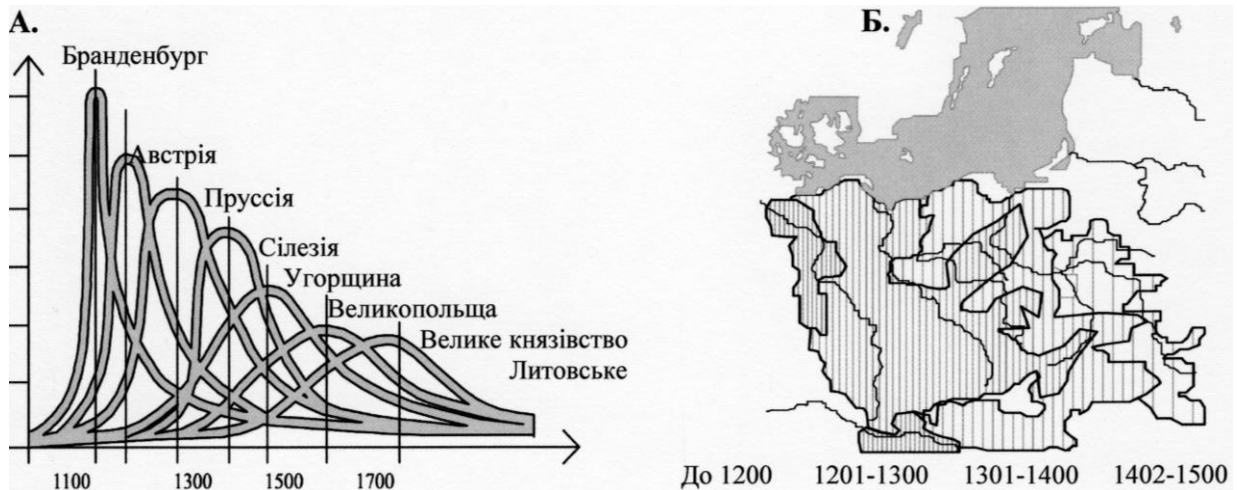 А.
Бранденбург
Австрія
Пруссія
Сілезія
Угорщина
Великопольща
Велике князівство
Литовське
1100 1300 1500 1700
Б.
До 1200 1201-1300 1301-1400 1402-1500